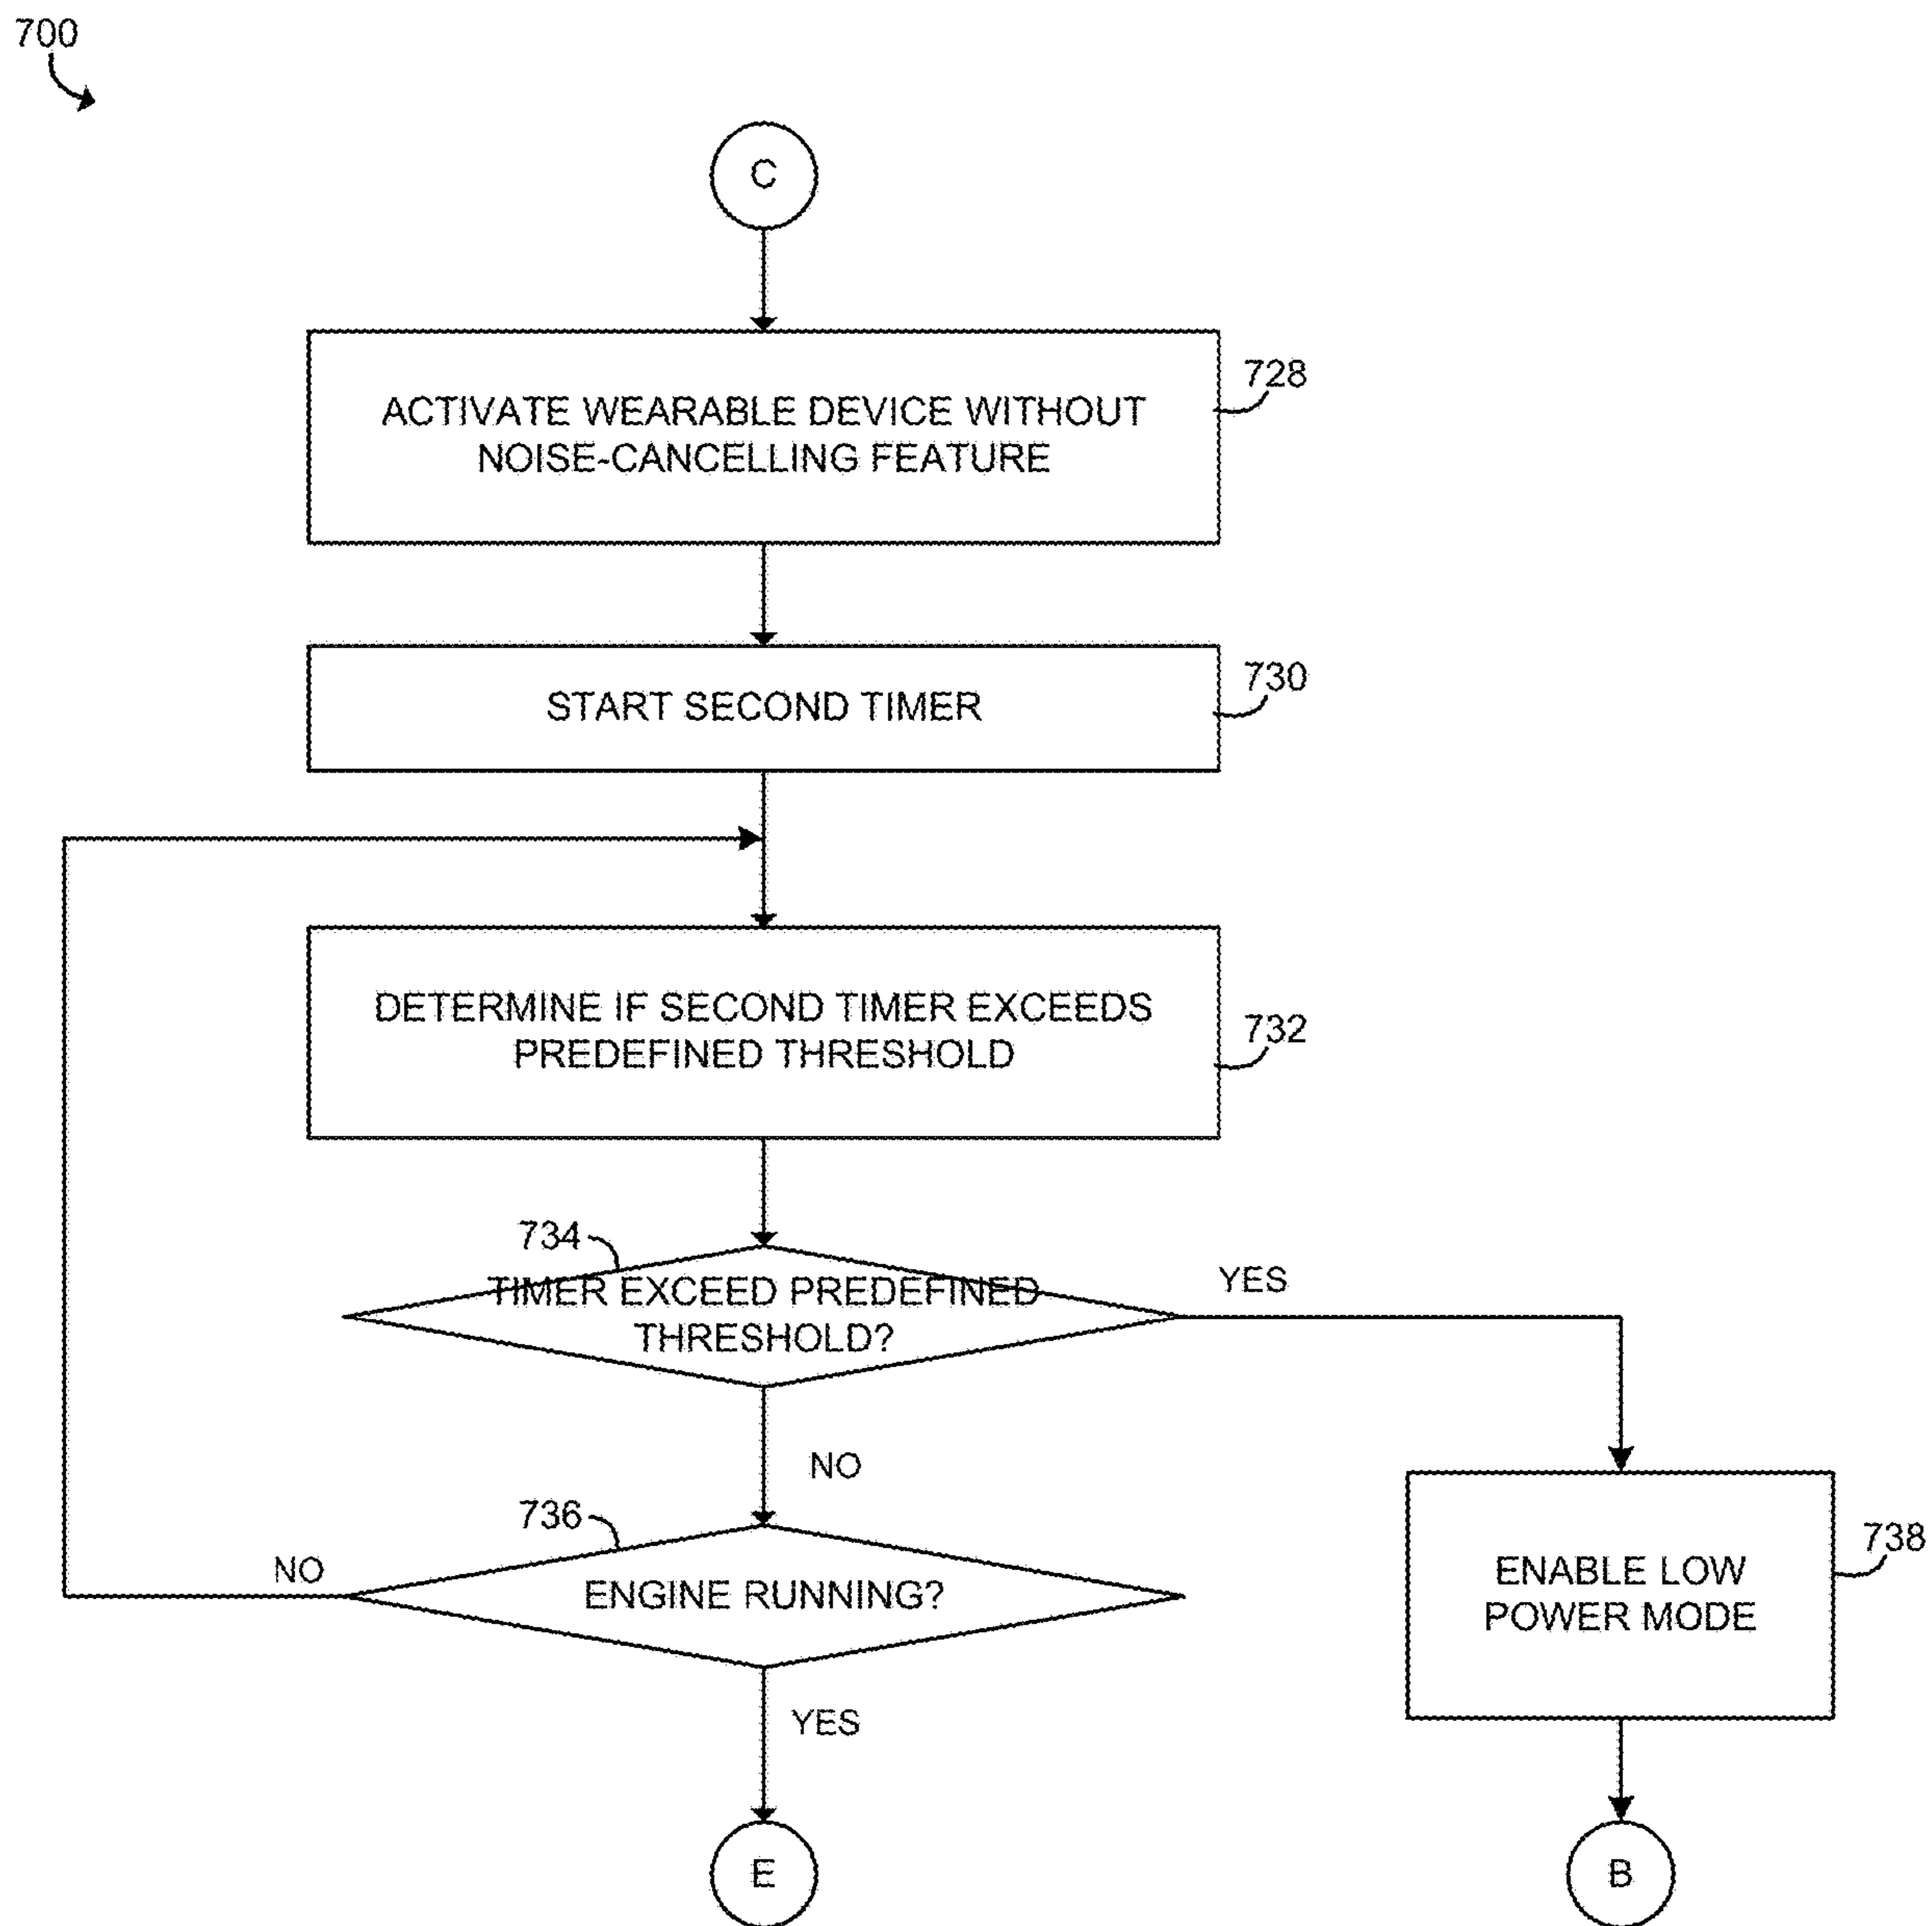 700
C
ACTIVATE WEARABLE DEVICE WITHOUT
NOISE-CANCELLING FEATURE
728
START SECOND TIMER
730
DETERMINE IF SECOND TIMER EXCEEDS
PREDEFINED THRESHOLD
732
734
TIMER EXCEED PREDEFINED
THRESHOLD?
YES
NO
736
ENGINE RUNNING?
NO
YES
ENABLE LOW
POWER MODE
738
E
B